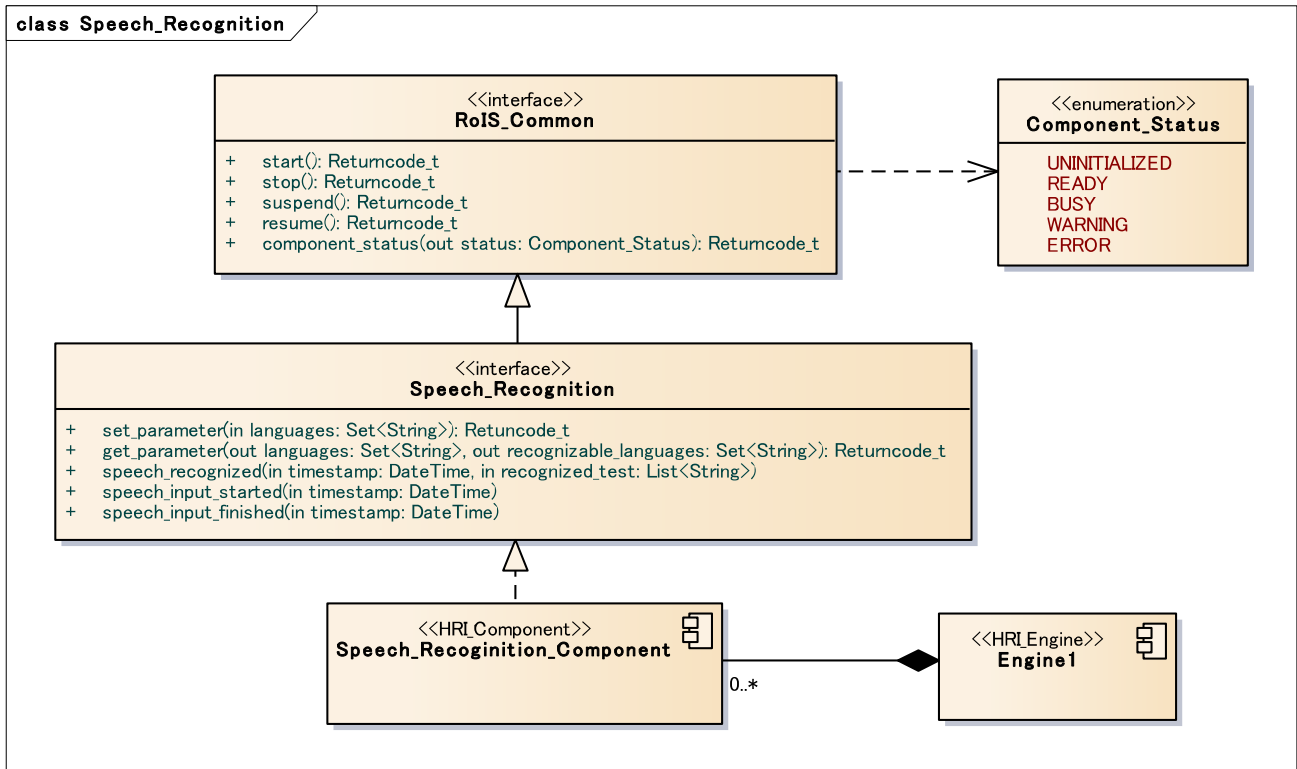 class Speech_Recognition
<<interface>>
RoIS_Common
+ start(): Returncode_t
+ stop(): Returncode_t
+ suspend(): Returncode_t
+ resume(): Returncode_t
+ component_status(out status: Component_Status): Returncode_t
<<enumeration>>
Component_Status
UNINITIALIZED
READY
BUSY
WARNING
ERROR
<<interface>>
Speech_Recognition
+ set_parameter(in languages: Set<String>): Retuncode_t
+ get_parameter(out languages: Set<String>, out recognizable_languages: Set<String>): Returncode_t
+ speech_recognized(in timestamp: DateTime, in recognized_test: List<String>)
+ speech_input_started(in timestamp: DateTime)
+ speech_input_finished(in timestamp: DateTime)
<<HRI_Component>>
Speech_Recoginition_Component
0..*
<<HRI_Engine>>
Engine1